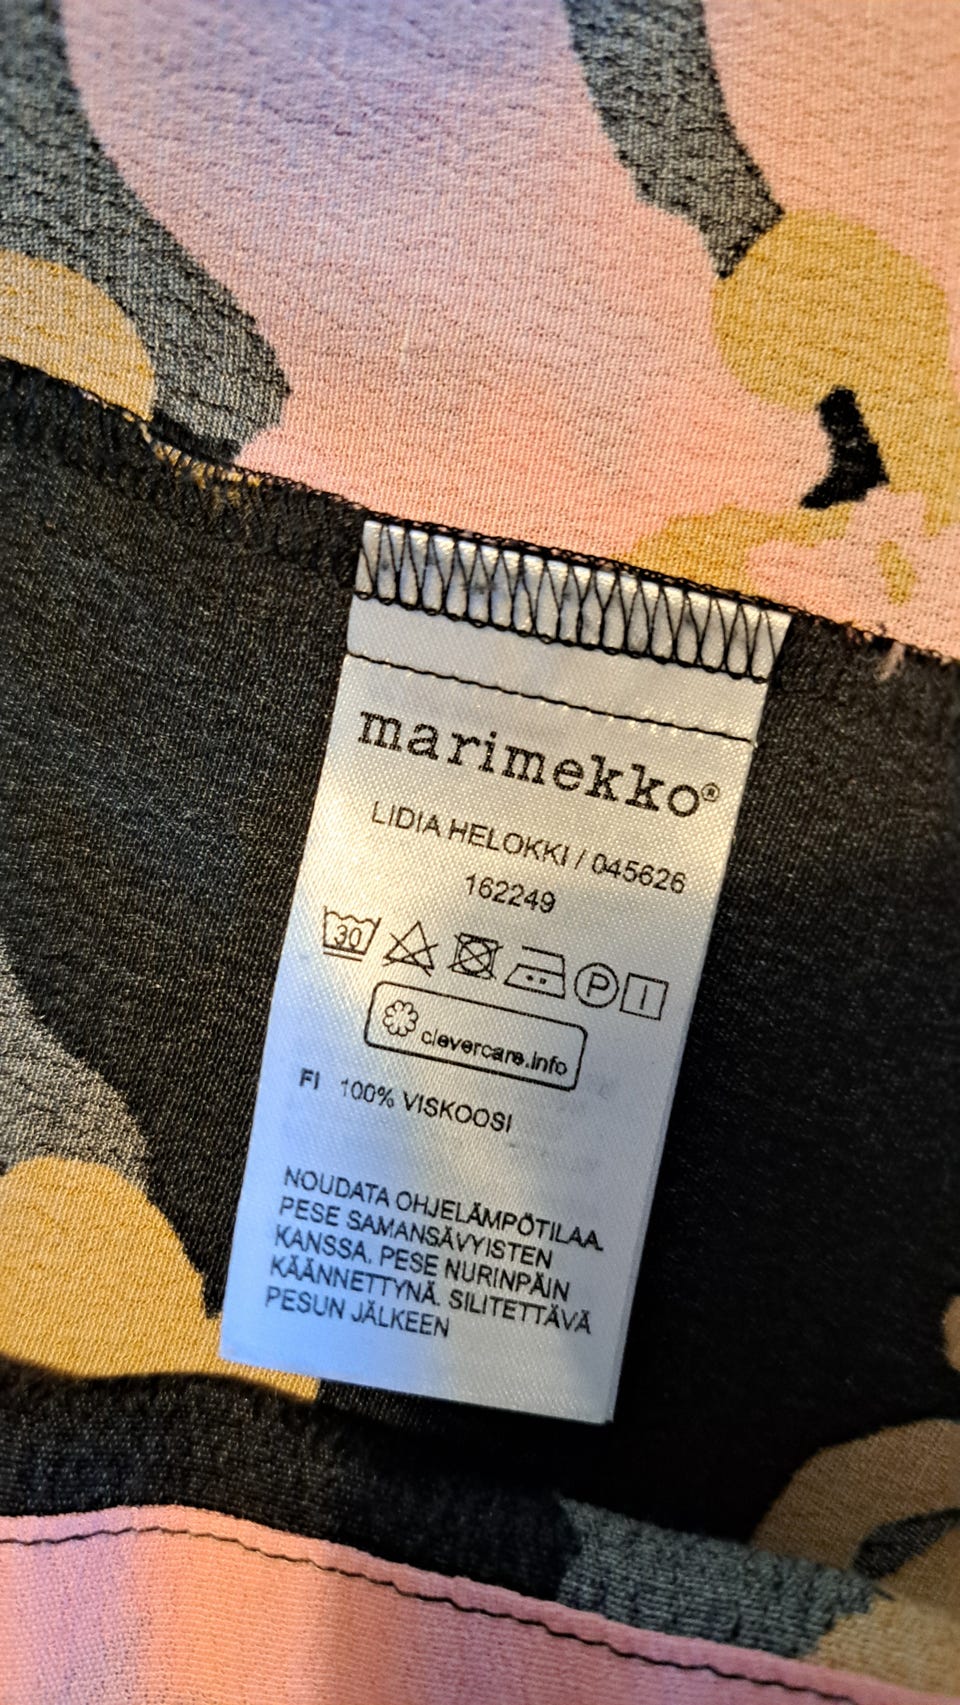 marimekko®
LIDIA HELOKKI / 045626
162249
30 P
clevercare.info
FI 100% VISKOOSI
NOUDATA OHJELÄMPÖTILAA.
PESE SAMANSÄVYISTEN
KANSSA. PESE NURINPÄIN
KÄÄNNETTYNÄ. SILITETTÄVÄ
PESUN JÄLKEEN